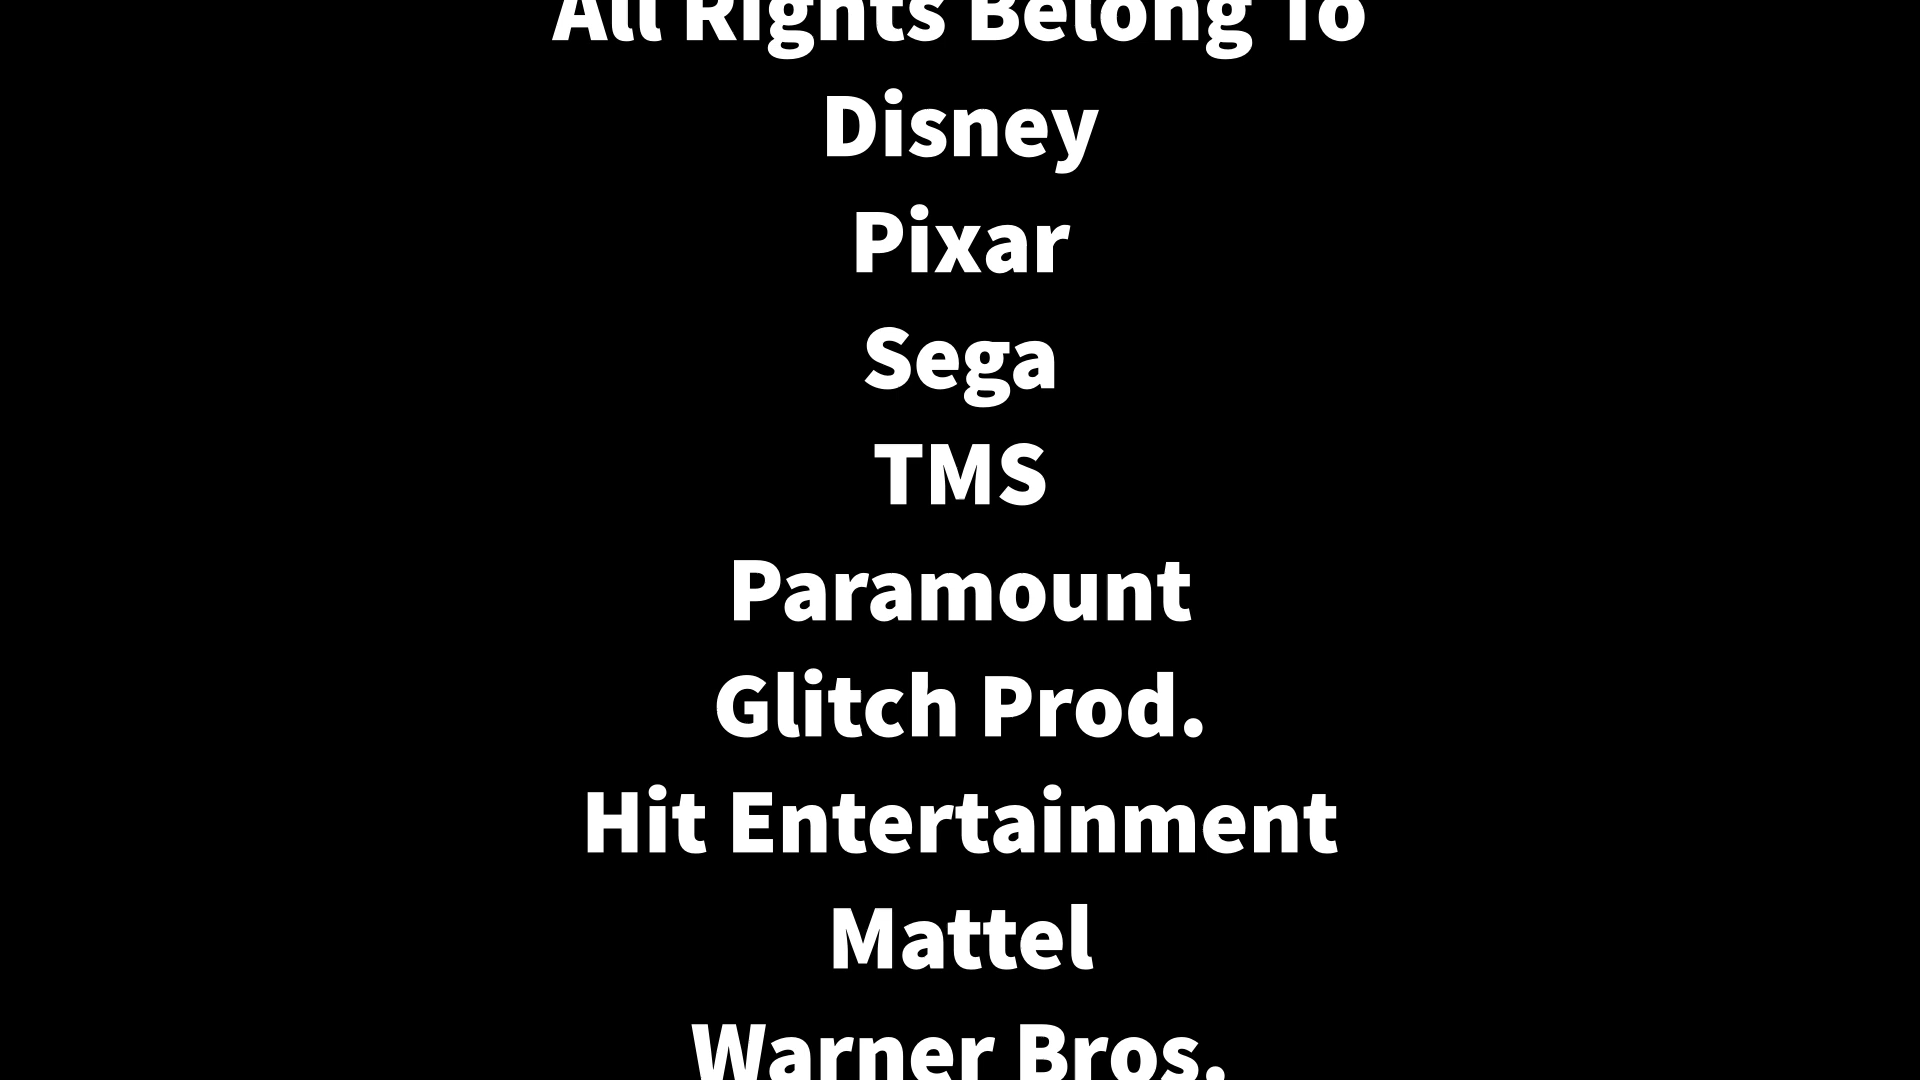 All Rights Belong To
Disney
Pixar
Sega
TMS
Paramount
Glitch Prod.
Hit Entertainment
Mattel
Warner Bros.